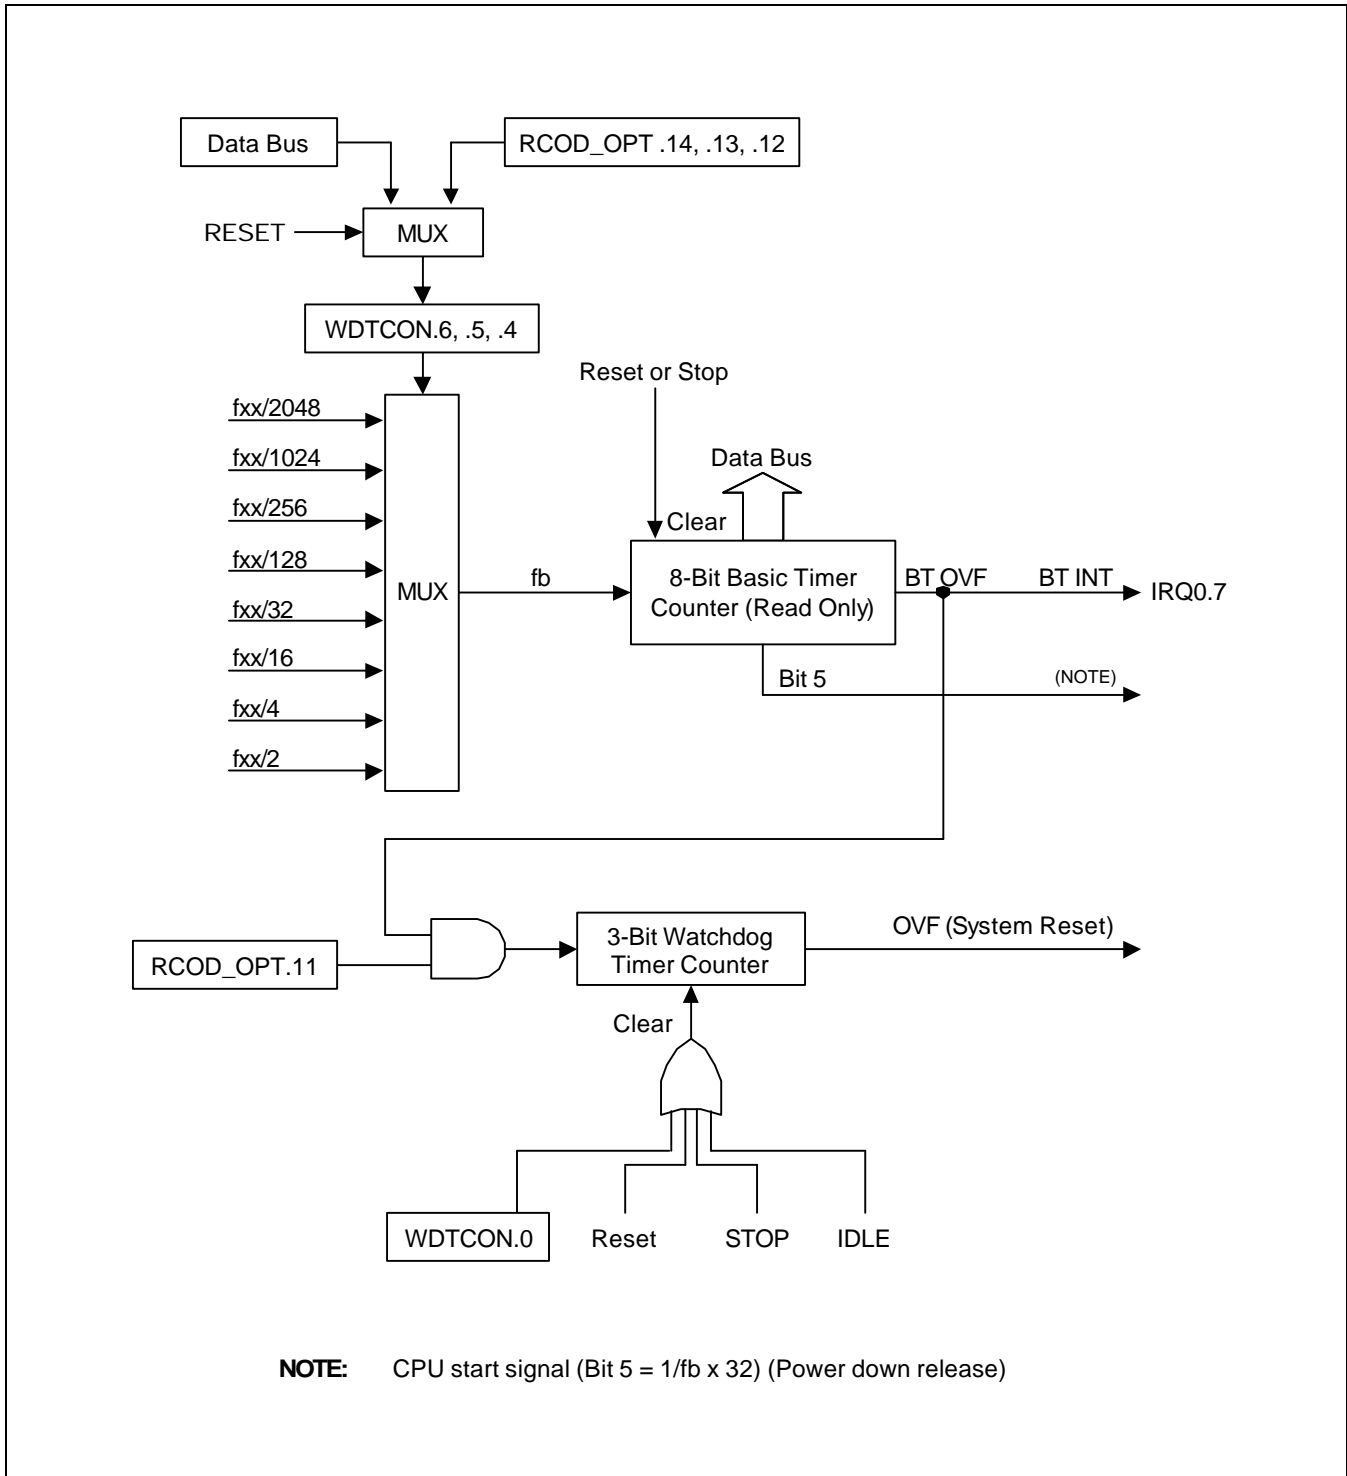 Data Bus
RCOD_OPT .14, .13, .12
RESET
MUX
WDTCON.6, .5, .4
Reset or Stop
fxx/2048
fxx/1024
fxx/256
fxx/128
fxx/32
fxx/16
fxx/4
fxx/2
MUX
fb
Data Bus
Clear
8-Bit Basic Timer
Counter (Read Only)
BT OVF
BT INT
IRQ0.7
Bit 5
(NOTE)
RCOD_OPT.11
3-Bit Watchdog
Timer Counter
OVF (System Reset)
Clear
WDTCON.0
Reset
STOP
IDLE
NOTE: CPU start signal (Bit 5 = 1/fb x 32) (Power down release)